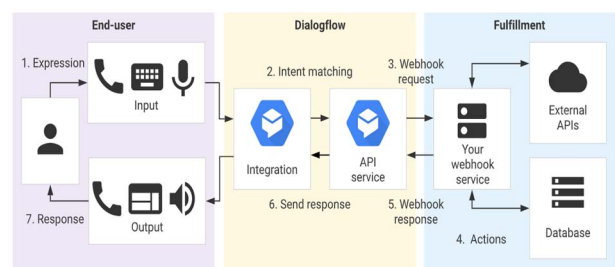 End-user
Dialogflow
Fulfillment
1. Expression
Input
2. Intent matching
3. Webhook
request
Integration
API
service
Your
webhook
service
External
APIs
7. Response
Output
6. Send response
5. Webhook
response
4. Actions
Database